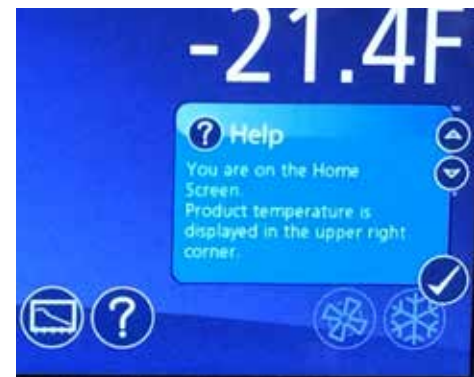 -21.4F
? Help
You are on the Home
Screen.
Product temperature is
displayed in the upper right
corner.
?